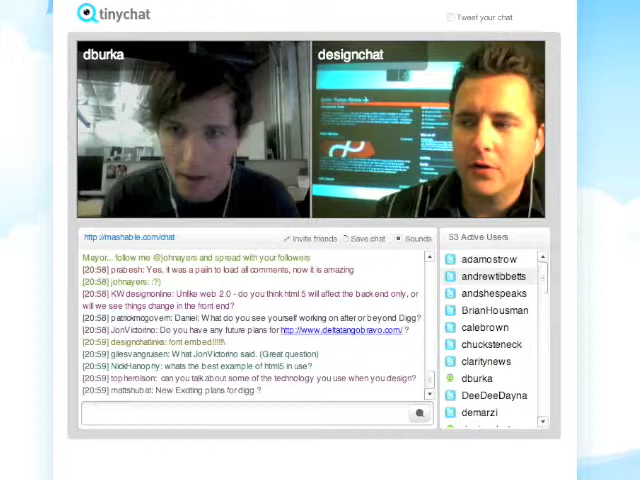 tinychat
Tweet your chat
dburka
designchat
http://mashable.com/chat
Invite friends
Save chat
Sounds
53 Active Users
Mayor... follow me @johnayers and spread with your followers
[20:58] prabesh: Yes, it was a pain to load all comments, now it is amazing
[20:58] johnayers: :?)
[20:58] KWdesignonline: Unlike web 2.0 - do you think html 5 will affect the back end only, or
will we see things change in the front end?
[20:58] patrickmcgovern: Daniel: What do you see yourself working on after or beyond Digg?
[20:58] JonVictorino: Do you have any future plans for http://www.deltatangobravo.com/ ?
[20:59] designchatinks: font embed!!!!!\
[20:59] gilesvangruisen: What JonVictorino said. (Great question)
[20:59] NickHanophy: whats the best example of html5 in use?
[20:59] topherolson: can you talk about some of the technology you use when you design?
[20:59] mattshubat: New Exciting plans for digg ?
adamostrow
andrewtibbetts
andshespeaks
BrianHousman
calebrown
chucksteneck
claritynews
dburka
DeeDeeDayna
demarzi